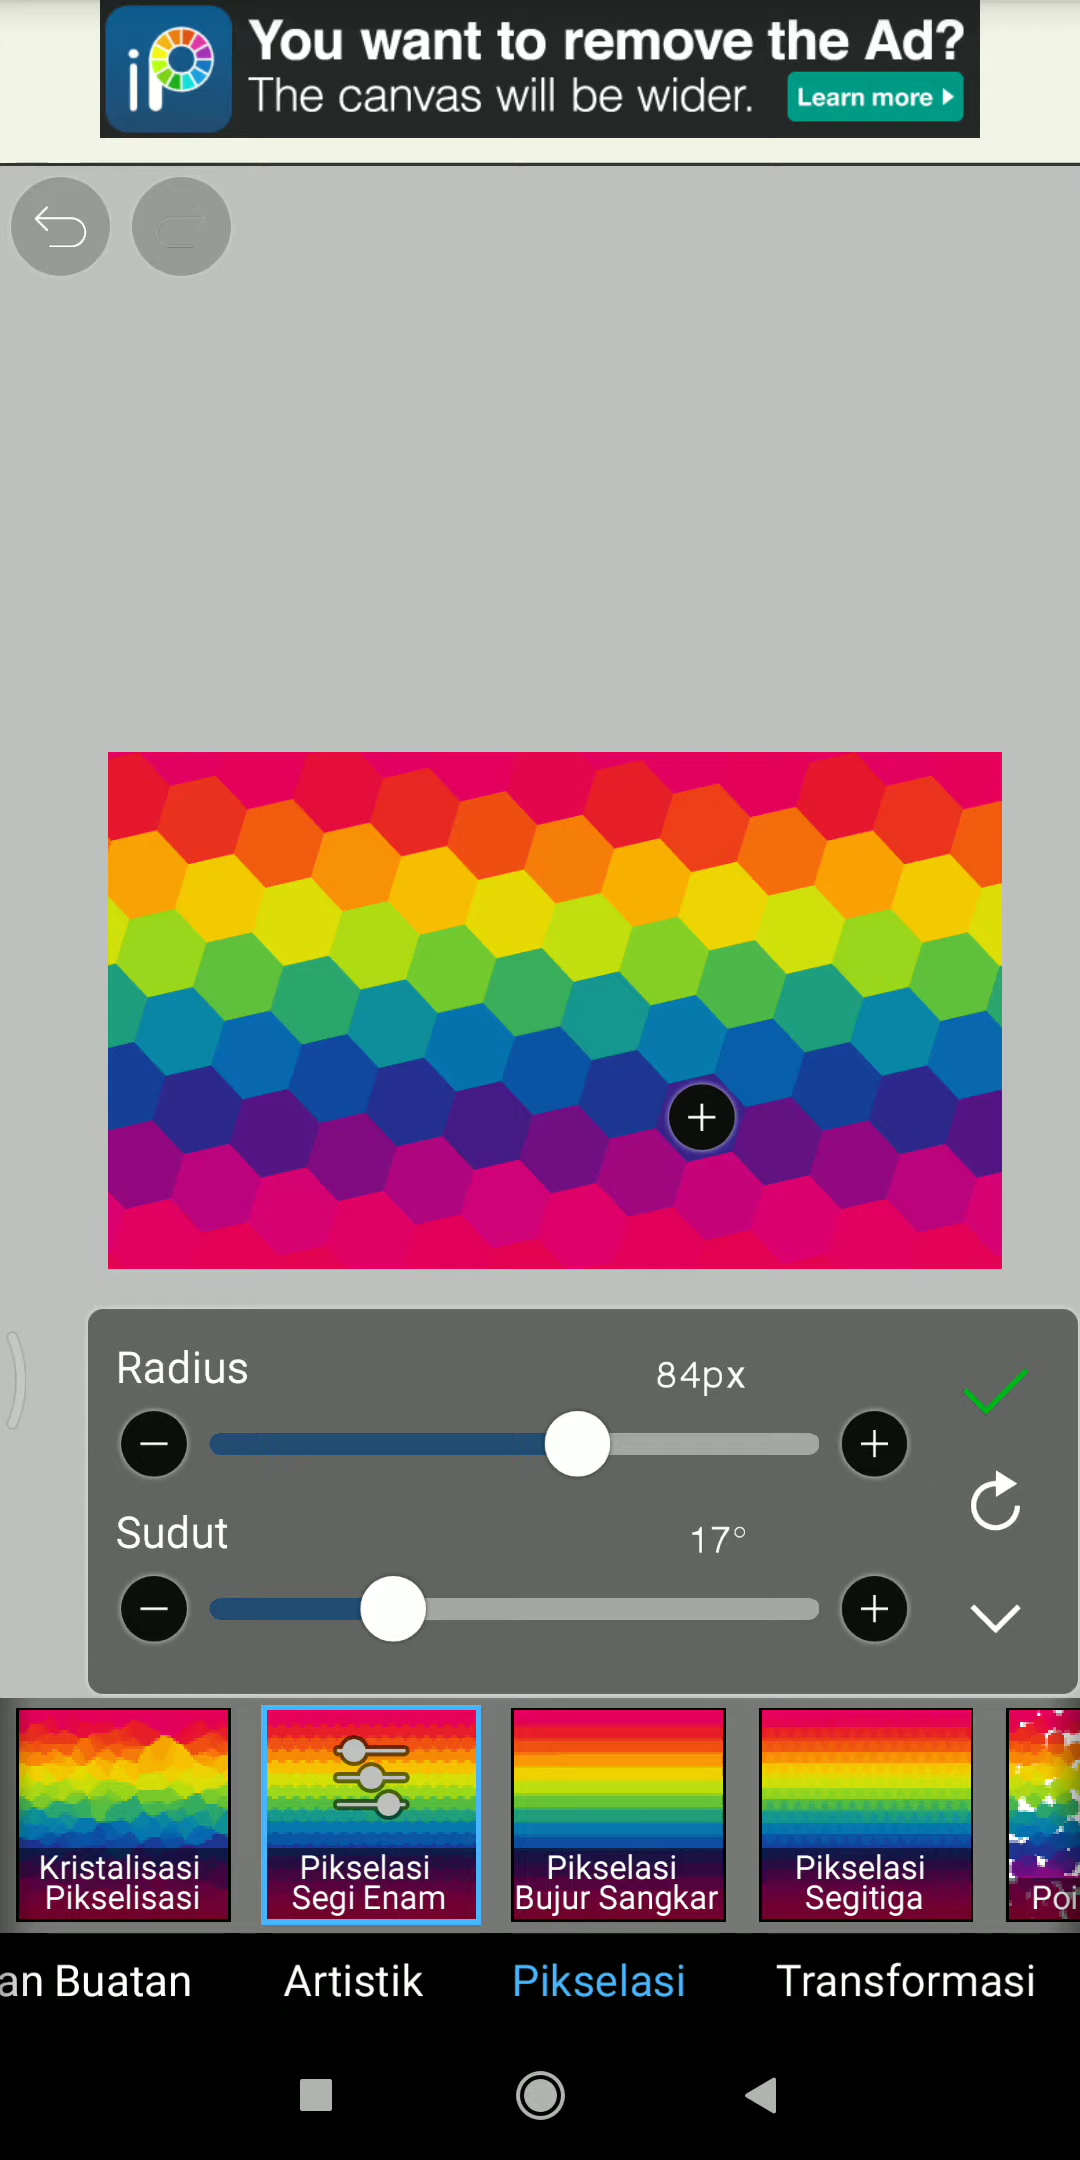 iP
You want to remove the Ad?
The canvas will be wider.
Learn more
Radius
84px
Sudut
17°
Kristalisasi
Pikselisasi
Pikselasi
Segi Enam
Pikselasi
Bujur Sangkar
Pikselasi
Segitiga
Poi
an Buatan
Artistik
Pikselasi
Transformasi